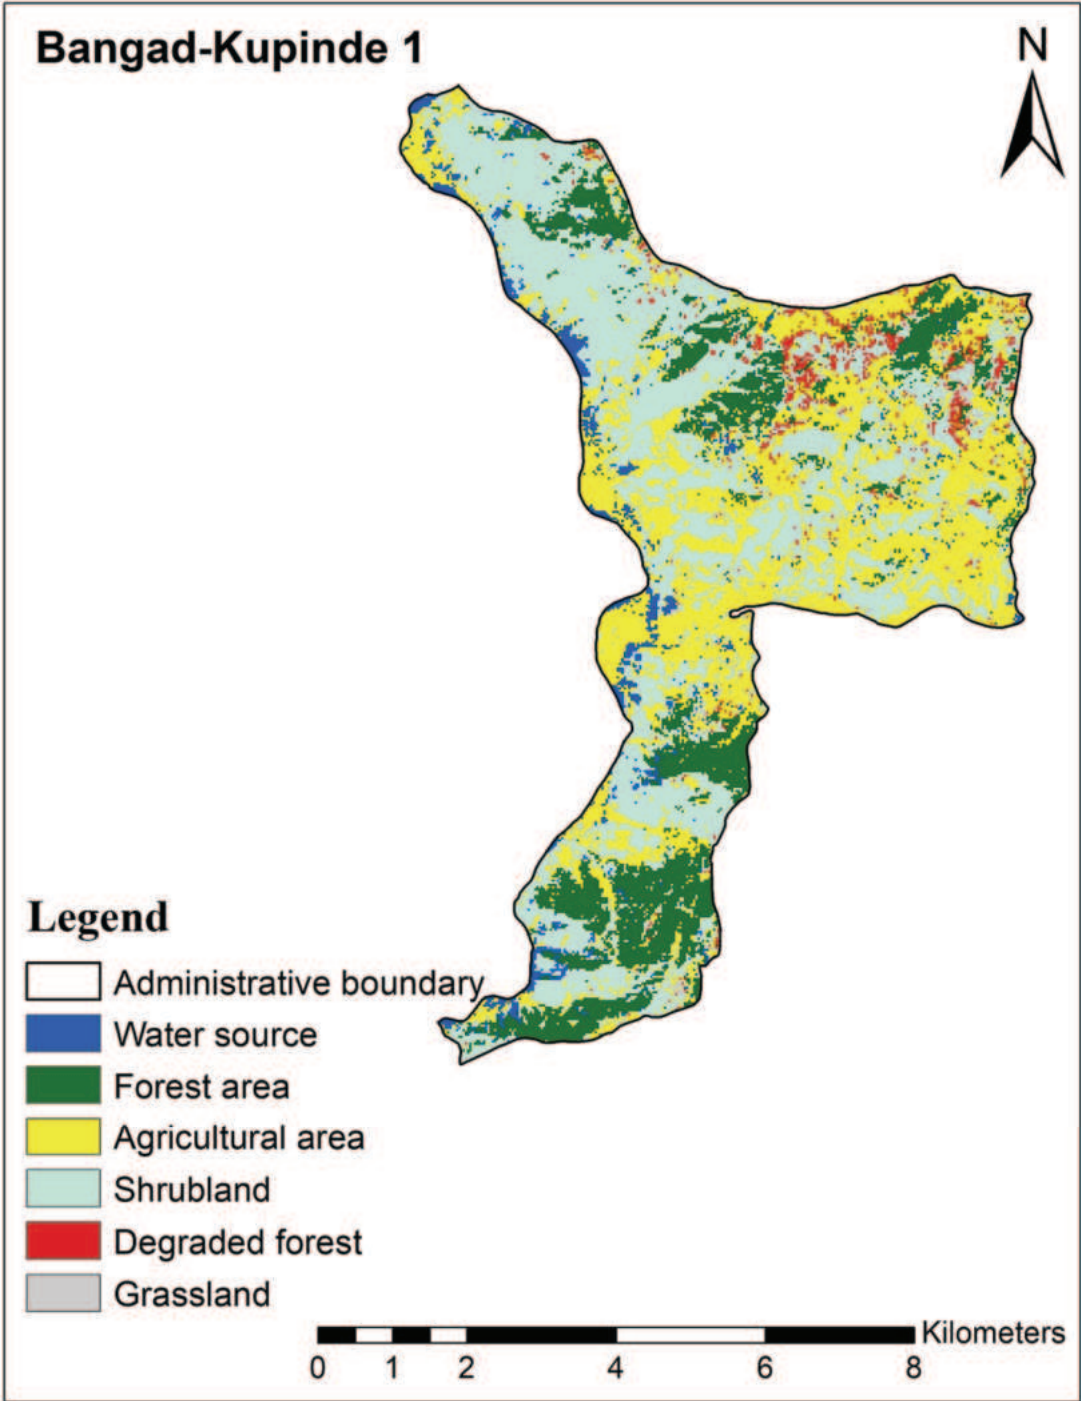 Bangad-Kupinde 1
N
Legend
Administrative boundary
Water source
Forest area
Agricultural area
Shrubland
Degraded forest
Grassland
Kilometers
0 1 2 4 6 8